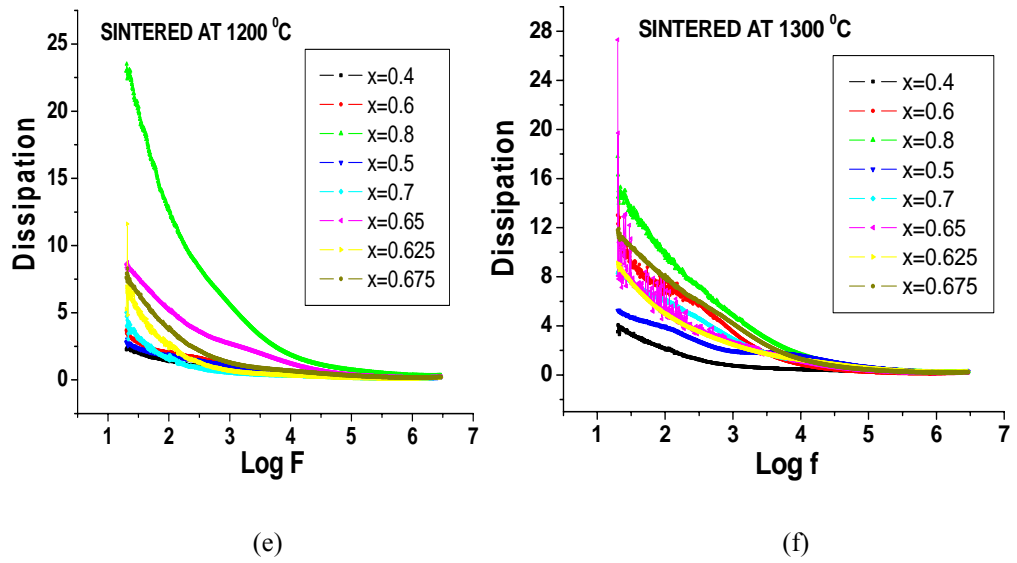 SINTERED AT 1200 ⁰C
25
20
15
10
5
0
Dissipation
x=0.4
x=0.6
x=0.8
x=0.5
x=0.7
x=0.65
x=0.625
x=0.675
1 2 3 4 5 6 7
Log F
(e)
SINTERED AT 1300 ⁰C
28
24
20
16
12
8
4
0
Dissipation
x=0.4
x=0.6
x=0.8
x=0.5
x=0.7
x=0.65
x=0.625
x=0.675
1 2 3 4 5 6 7
Log f
(f)